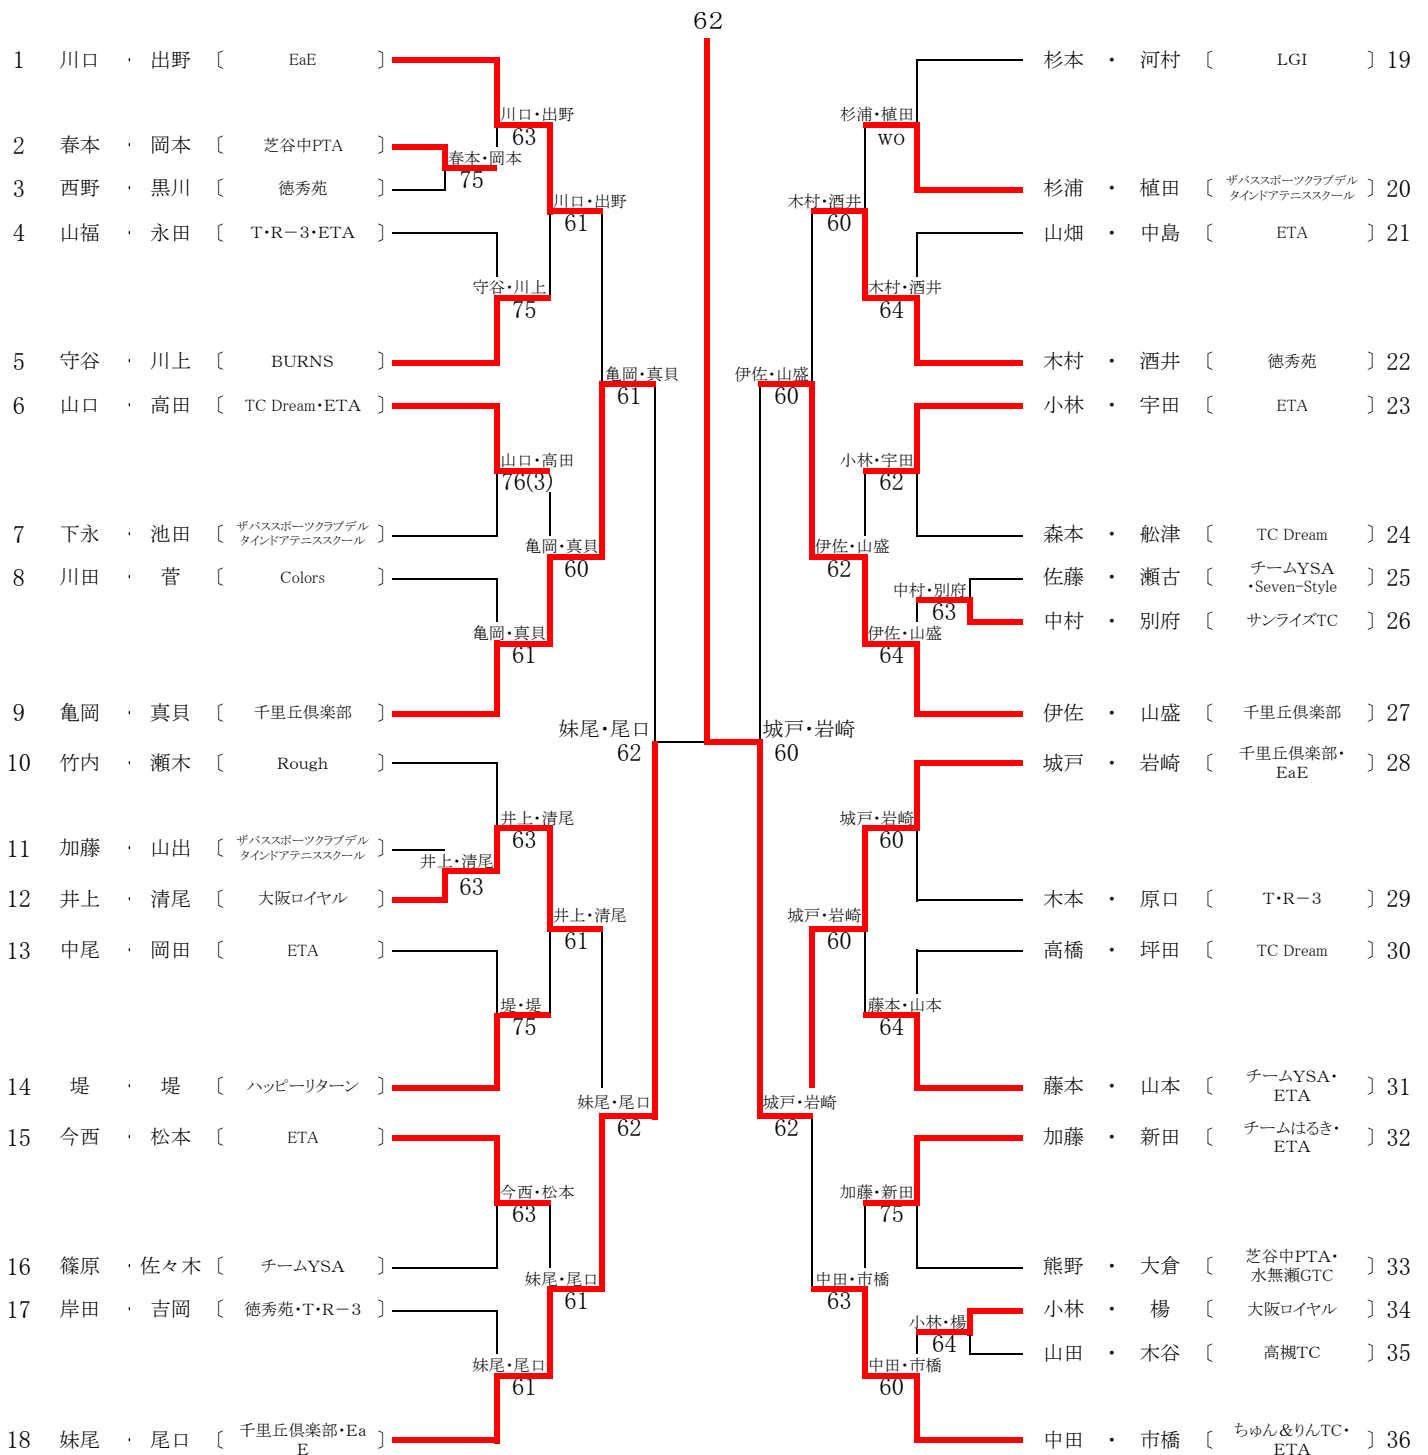 62
1 川口 ・ 出野 〔 EaE 〕
2 春本 ・ 岡本 〔 芝谷中PTA 〕
3 西野 ・ 黒川 〔 徳秀苑 〕
4 山福 ・ 永田 〔 T・R－3・ETA 〕
5 守谷 ・ 川上 〔 BURNS 〕
6 山口 ・ 高田 〔 TC Dream・ETA 〕
7 下永 ・ 池田 〔 ザバススポーツクラブデル
タインドアテニススクール 〕
8 川田 ・ 菅 〔 Colors 〕
9 亀岡 ・ 真貝 〔 千里丘倶楽部 〕
10 竹内 ・ 瀬木 〔 Rough 〕
11 加藤 ・ 山出 〔 ザバススポーツクラブデル
タインドアテニススクール 〕
12 井上 ・ 清尾 〔 大阪ロイヤル 〕
13 中尾 ・ 岡田 〔 ETA 〕
14 堤 ・ 堤 〔 ハッピーリターン 〕
15 今西 ・ 松本 〔 ETA 〕
16 篠原 ・ 佐々木 〔 チームYSA 〕
17 岸田 ・ 吉岡 〔 徳秀苑・T・R－3 〕
18 妹尾 ・ 尾口 〔 千里丘倶楽部・Ea
E 〕
春本・岡本
75
井上・清尾
63
川口・出野
63
守谷・川上
75
山口・高田
76(3)
亀岡・真貝
61
井上・清尾
63
堤・堤
75
今西・松本
63
妹尾・尾口
61
川口・出野
61
亀岡・真貝
60
井上・清尾
61
妹尾・尾口
61
亀岡・真貝
61
妹尾・尾口
62
妹尾・尾口
62
城戸・岩崎
60
伊佐・山盛
60
城戸・岩崎
62
木村・酒井
60
伊佐・山盛
62
城戸・岩崎
60
中田・市橋
63
杉浦・植田
WO
木村・酒井
64
小林・宇田
62
伊佐・山盛
64
城戸・岩崎
60
藤本・山本
64
加藤・新田
75
中田・市橋
60
中村・別府
63
小林・楊
64
杉本 ・ 河村 〔 LGI 〕 19
杉浦 ・ 植田 〔 ザバススポーツクラブデル
タインドアテニススクール 〕 20
山畑 ・ 中島 〔 ETA 〕 21
木村 ・ 酒井 〔 徳秀苑 〕 22
小林 ・ 宇田 〔 ETA 〕 23
森本 ・ 舩津 〔 TC Dream 〕 24
佐藤 ・ 瀬古 〔 チームYSA
・Seven-Style 〕 25
中村 ・ 別府 〔 サンライズTC 〕 26
伊佐 ・ 山盛 〔 千里丘倶楽部 〕 27
城戸 ・ 岩崎 〔 千里丘倶楽部・
EaE 〕 28
木本 ・ 原口 〔 T・R－3 〕 29
高橋 ・ 坪田 〔 TC Dream 〕 30
藤本 ・ 山本 〔 チームYSA・
ETA 〕 31
加藤 ・ 新田 〔 チームはるき・
ETA 〕 32
熊野 ・ 大倉 〔 芝谷中PTA・
水無瀬GTC 〕 33
小林 ・ 楊 〔 大阪ロイヤル 〕 34
山田 ・ 木谷 〔 高槻TC 〕 35
中田 ・ 市橋 〔 ちゅん&りんTC・
ETA 〕 36